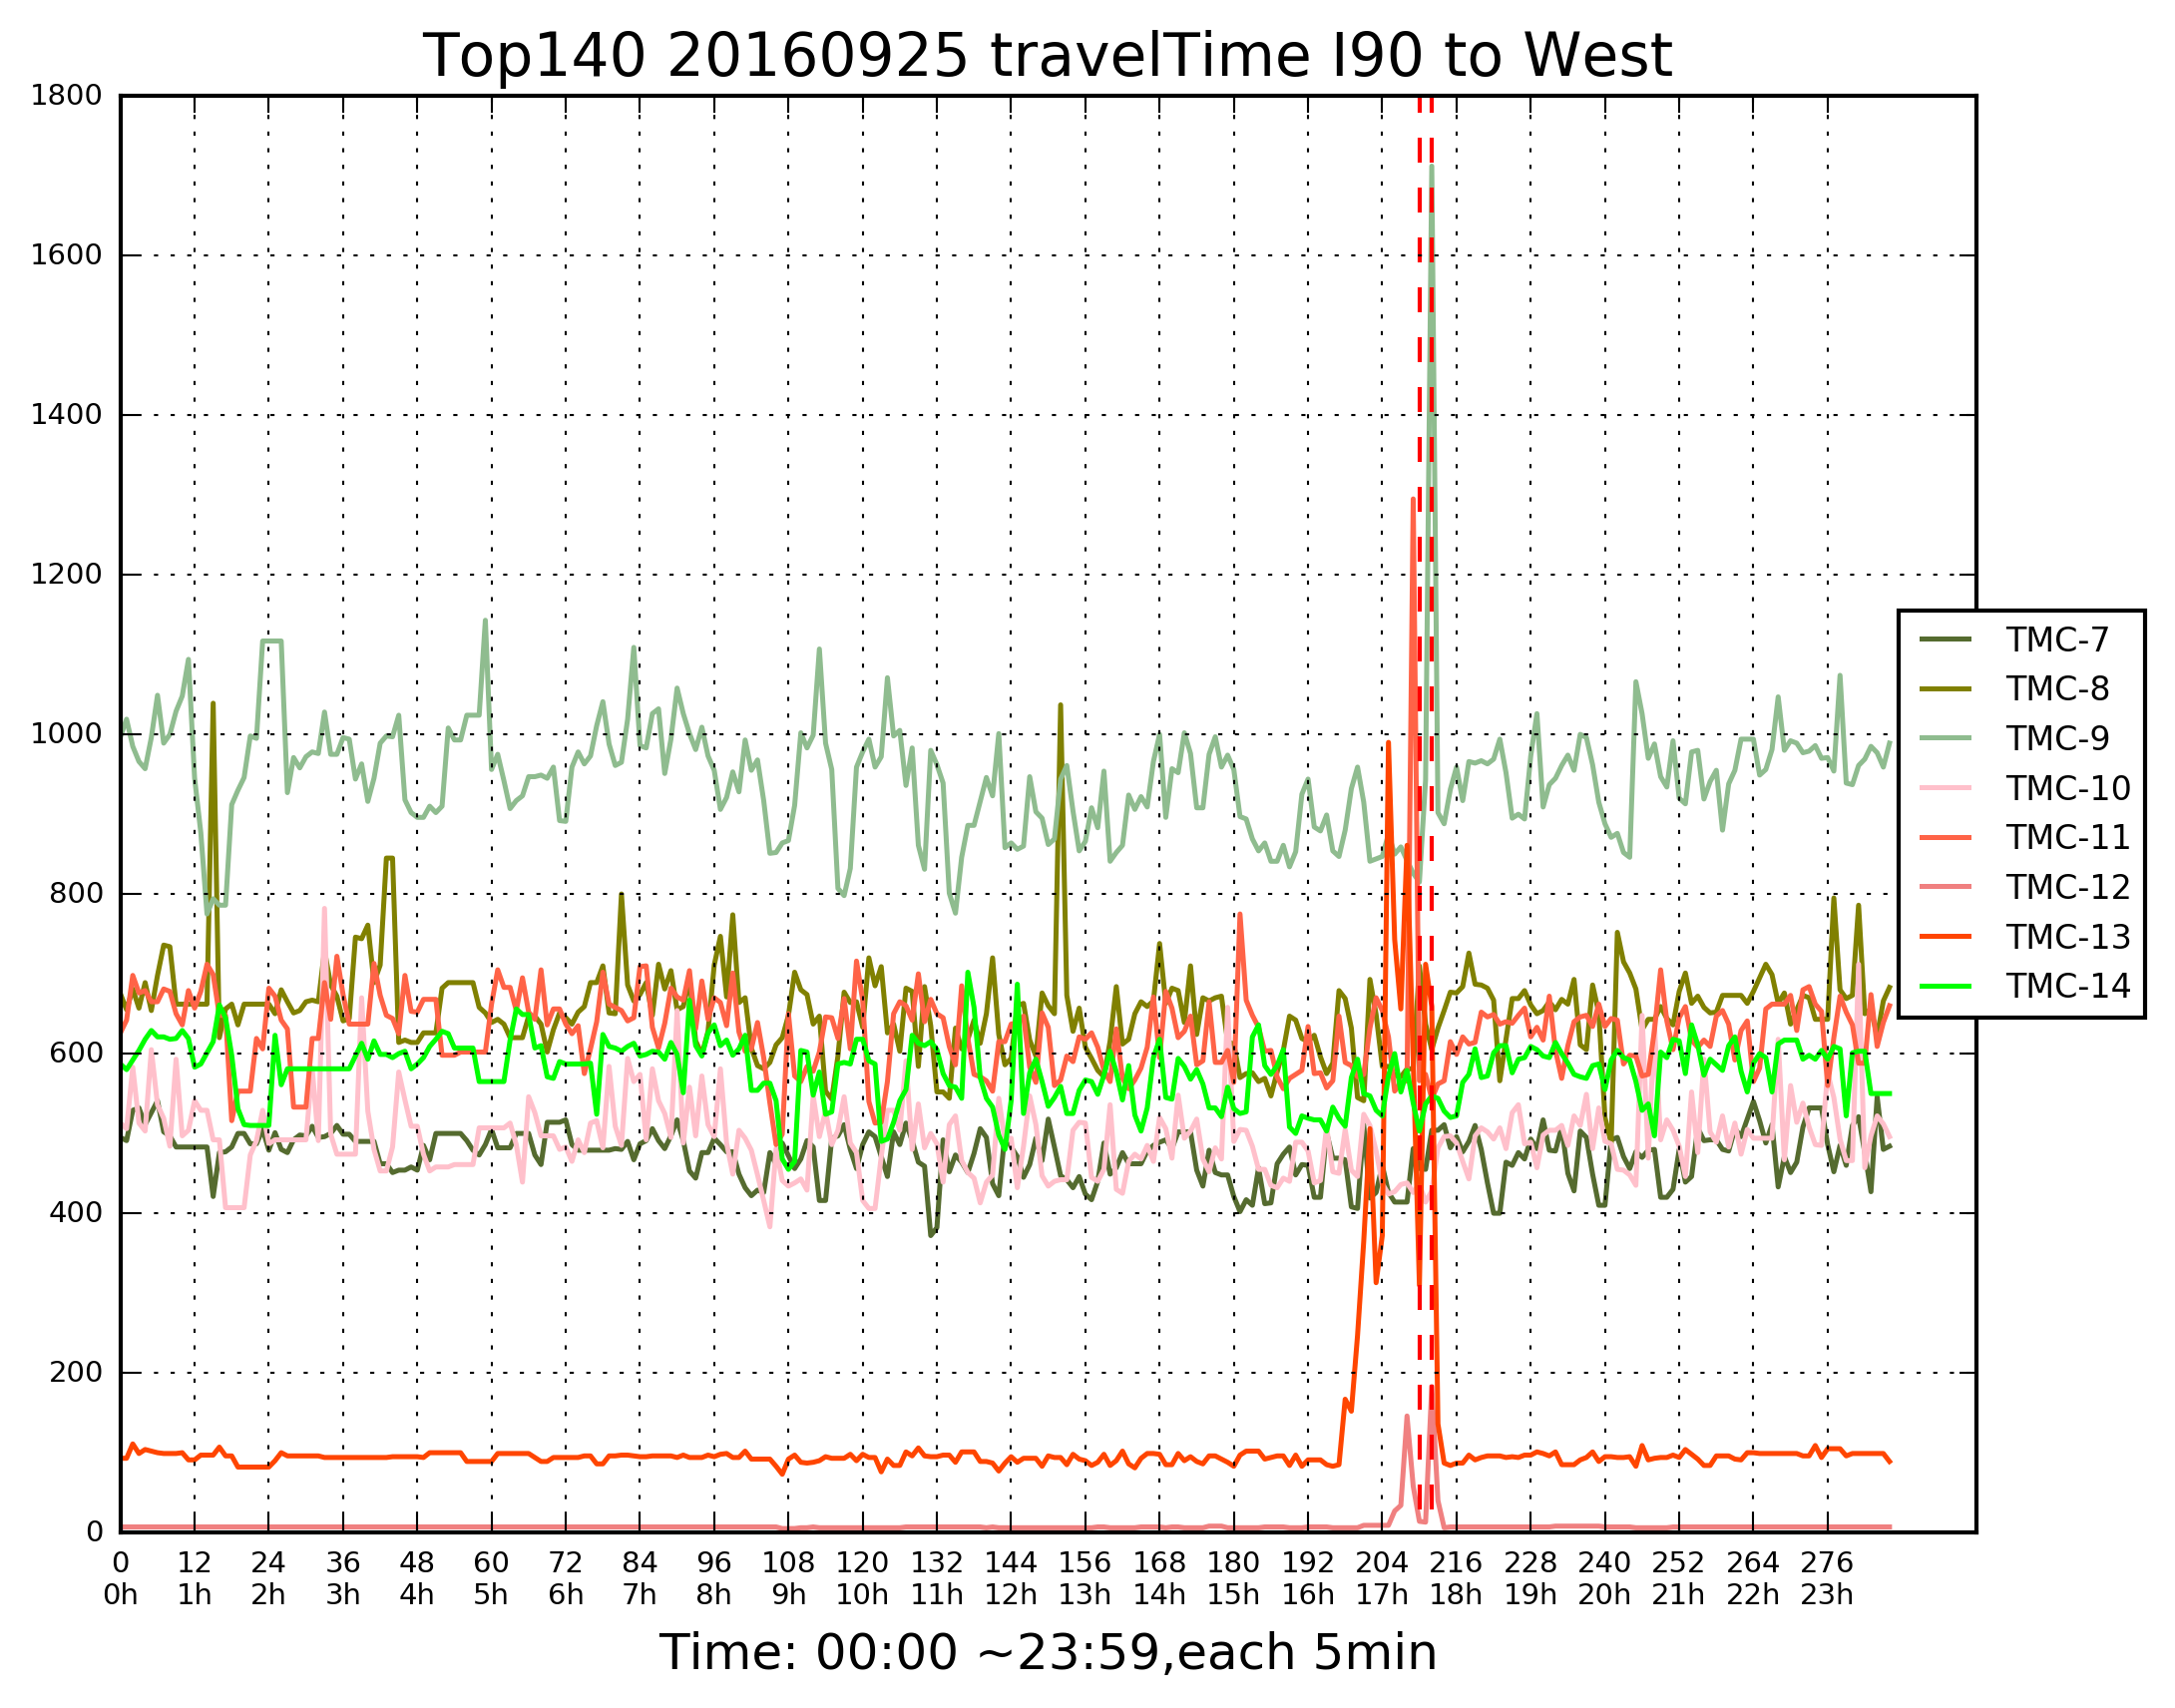 Top140 20160925 travelTime I90 to West
1800
1600
1400
1200
1000
800
600
400
200
0
TMC-7
TMC-8
TMC-9
TMC-10
TMC-11
TMC-12
TMC-13
TMC-14
0 12 24 36 48 60 72 84 96 108 120 132 144 156 168 180 192 204 216 228 240 252 264 276
0h 1h 2h 3h 4h 5h 6h 7h 8h 9h 10h 11h 12h 13h 14h 15h 16h 17h 18h 19h 20h 21h 22h 23h
Time: 00:00 ~23:59,each 5min